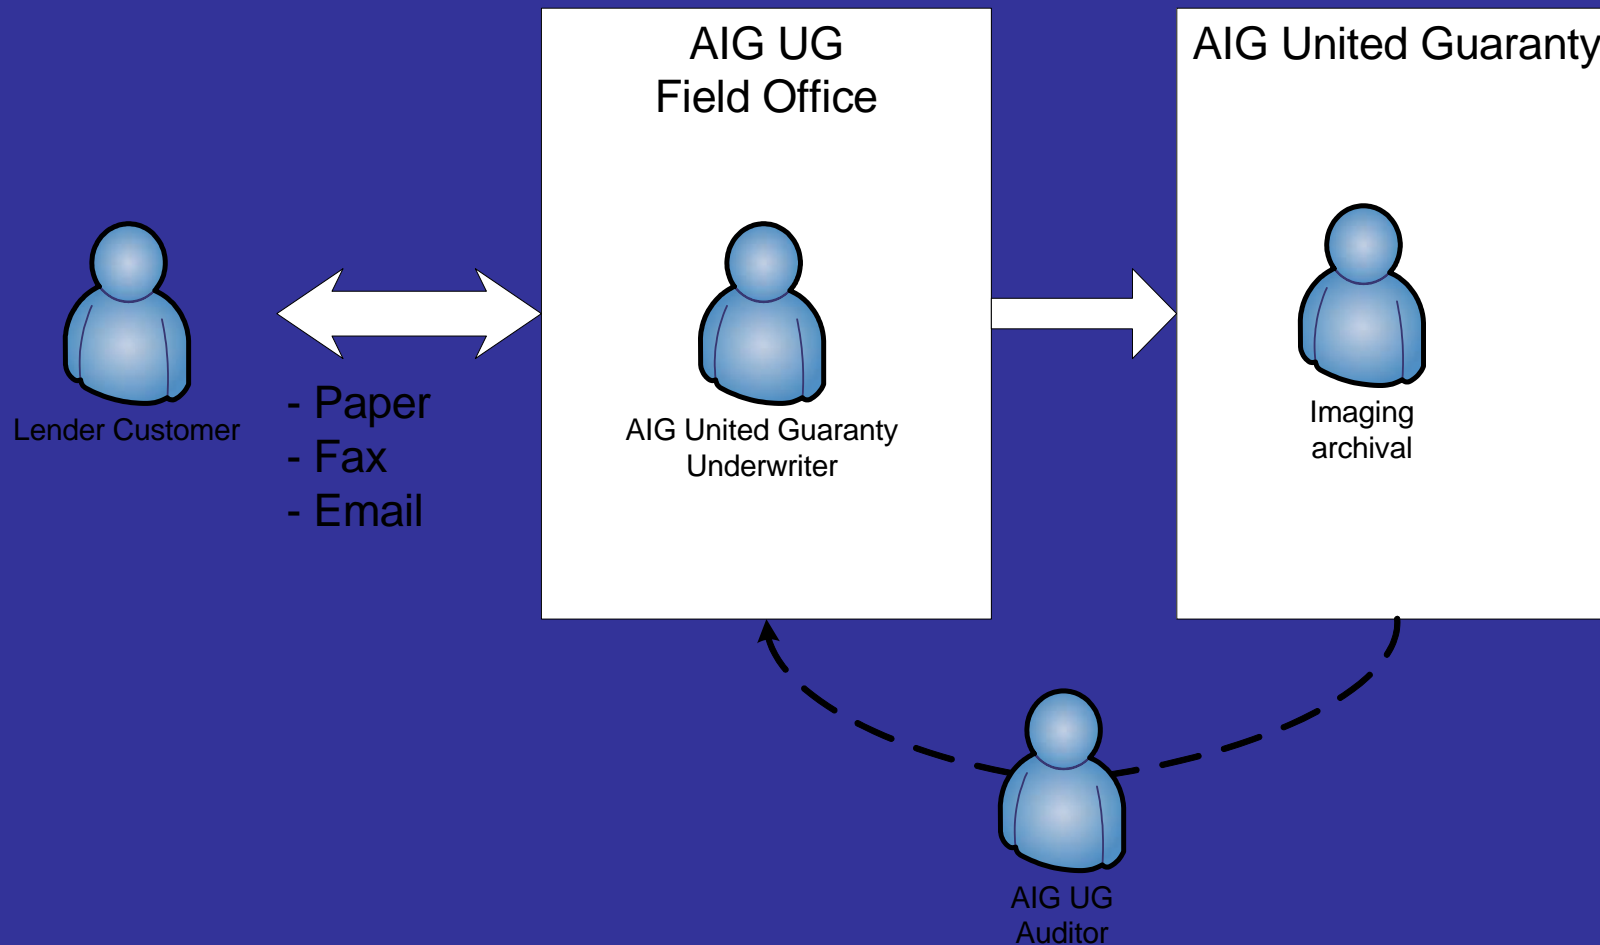 AIG UG
Field Office
AIG United Guaranty
Lender Customer
- Paper
- Fax
- Email
AIG United Guaranty
Underwriter
Imaging
archival
AIG UG
Auditor